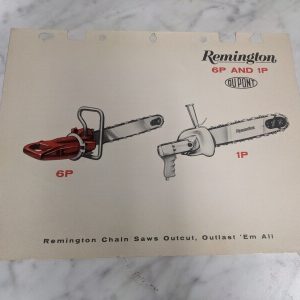 Remington
6P AND 1P
DU PONT
Remington
1P
6P
Remington Chain Saws Outcut, Outlast 'Em All